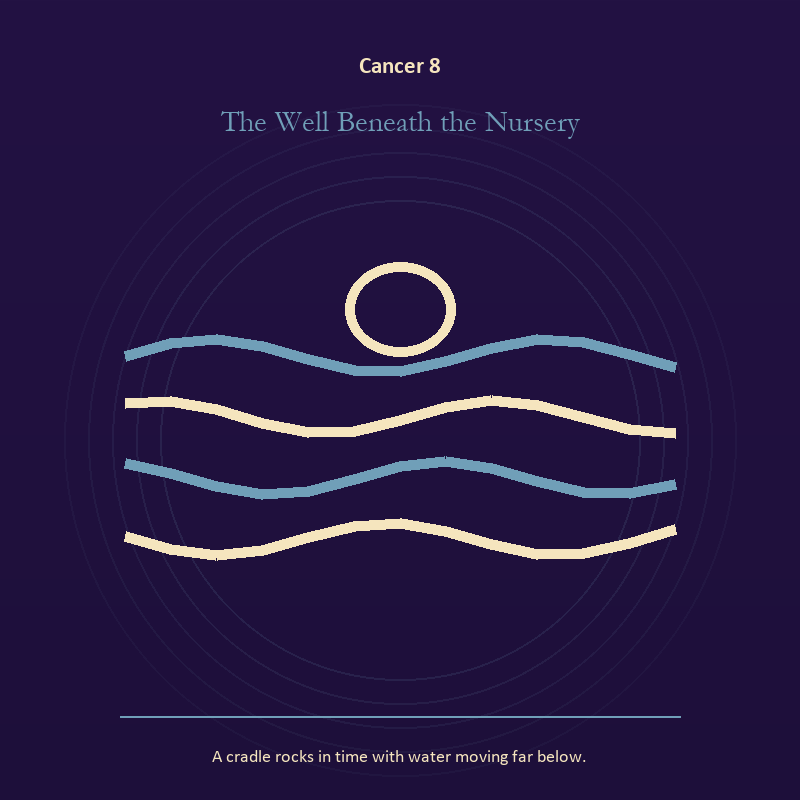 Cancer 8
The Well Beneath the Nursery
A cradle rocks in time with water moving far below.